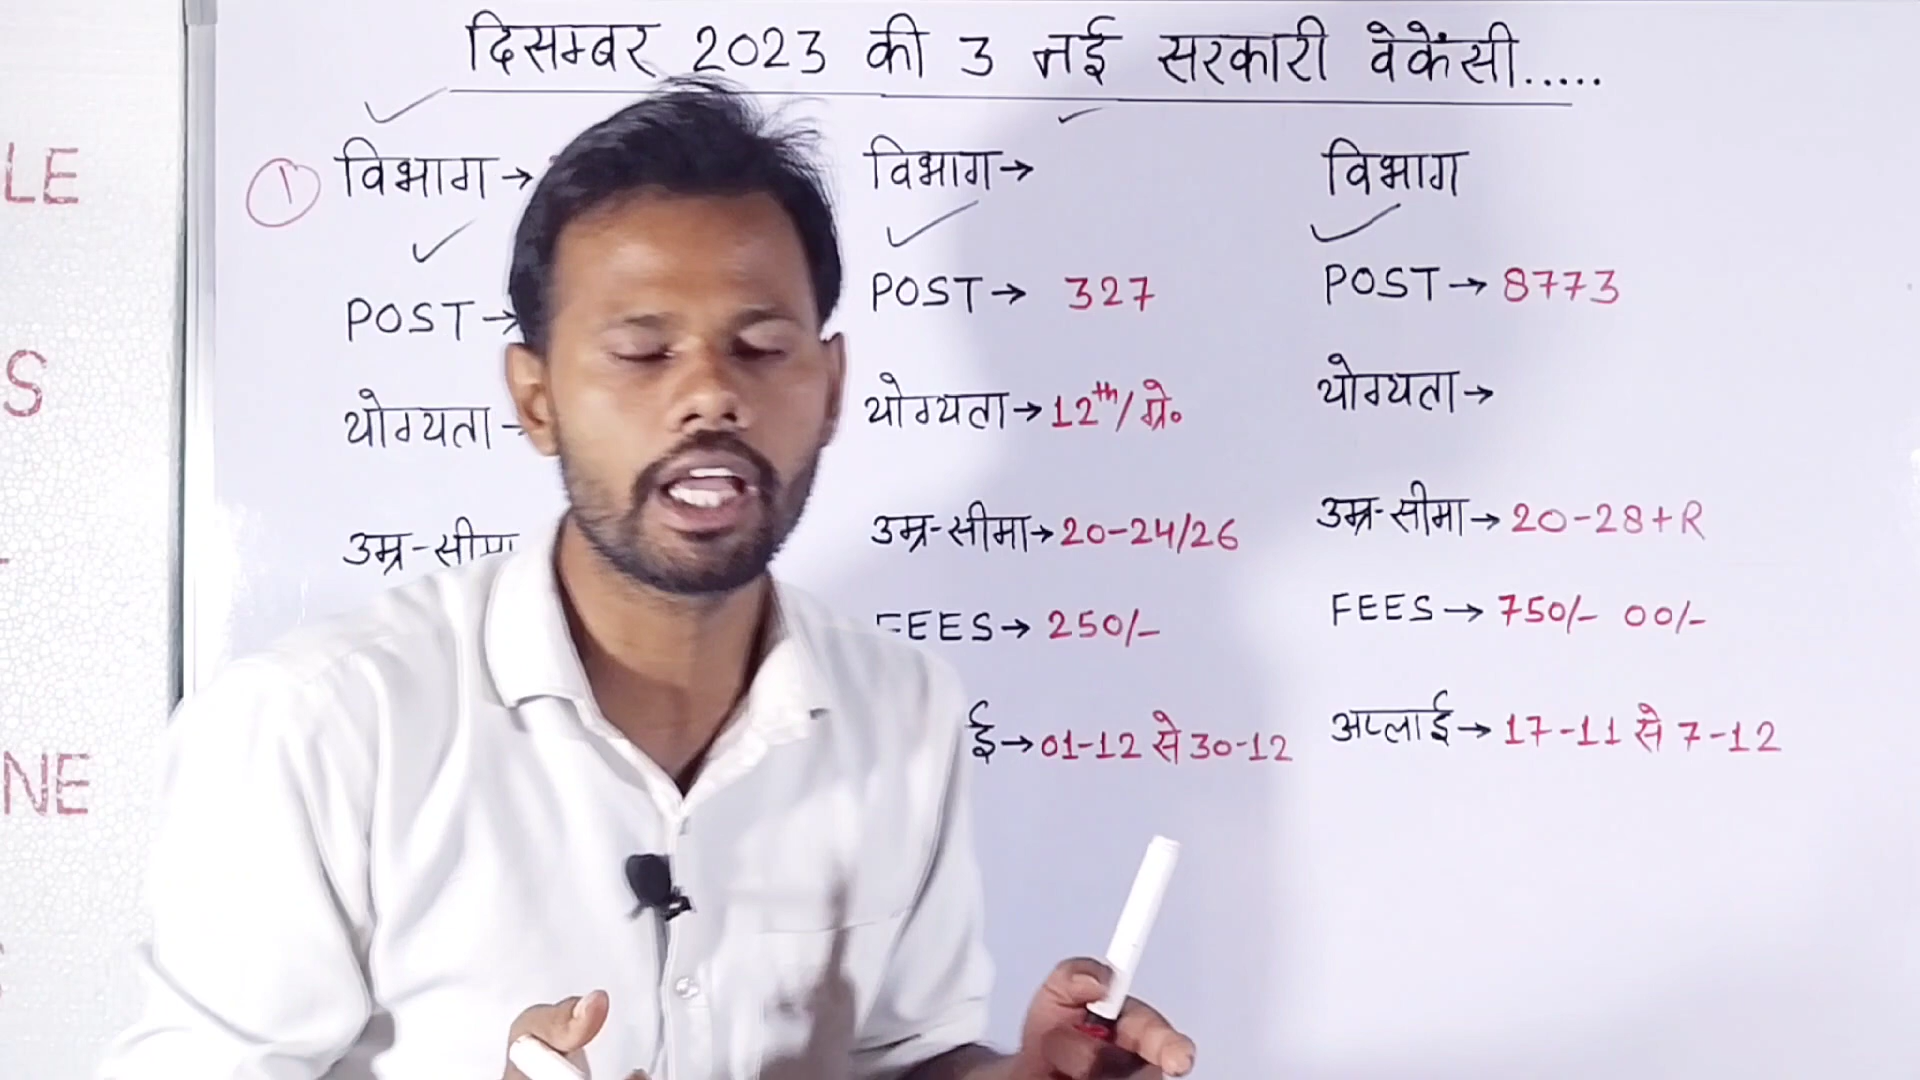 दिसम्बर 2023 की 3 नई सरकारी वेकेंसी.....
LE
S
NE
1 विभाग→
POST→
योग्यता-
उम्र-सीमा
विभाग→
POST→ 327
योग्यता→12th/ग्रे०
उम्र-सीमा→20-24/26
FEES→ 250/-
ई→01-12 से 30-12
विभाग
POST→8773
योग्यता→
उम्र-सीमा→20-28+R
FEES→ 750/- 00/-
अप्लाई→ 17-11 से 7-12